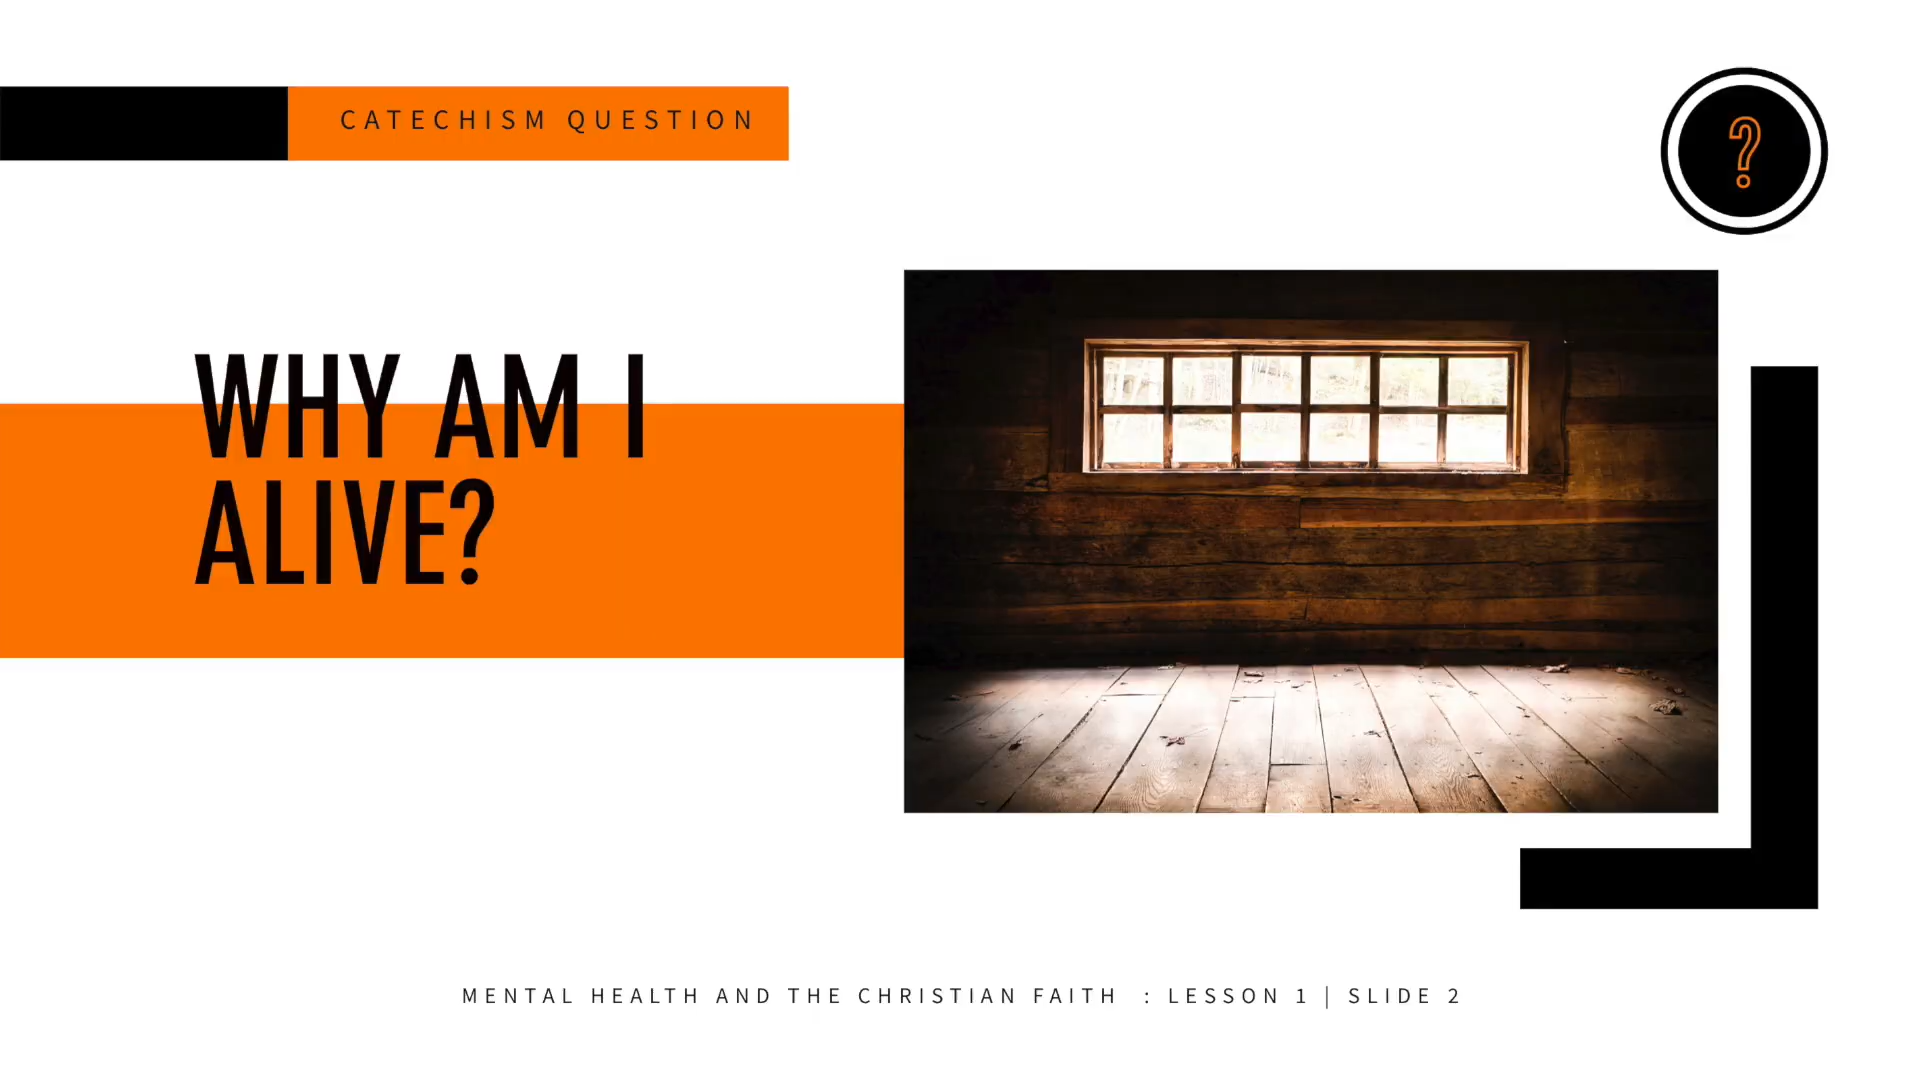 CATECHISM QUESTION
?
WHY AM I
ALIVE?
MENTAL HEALTH AND THE CHRISTIAN FAITH : LESSON 1 | SLIDE 2